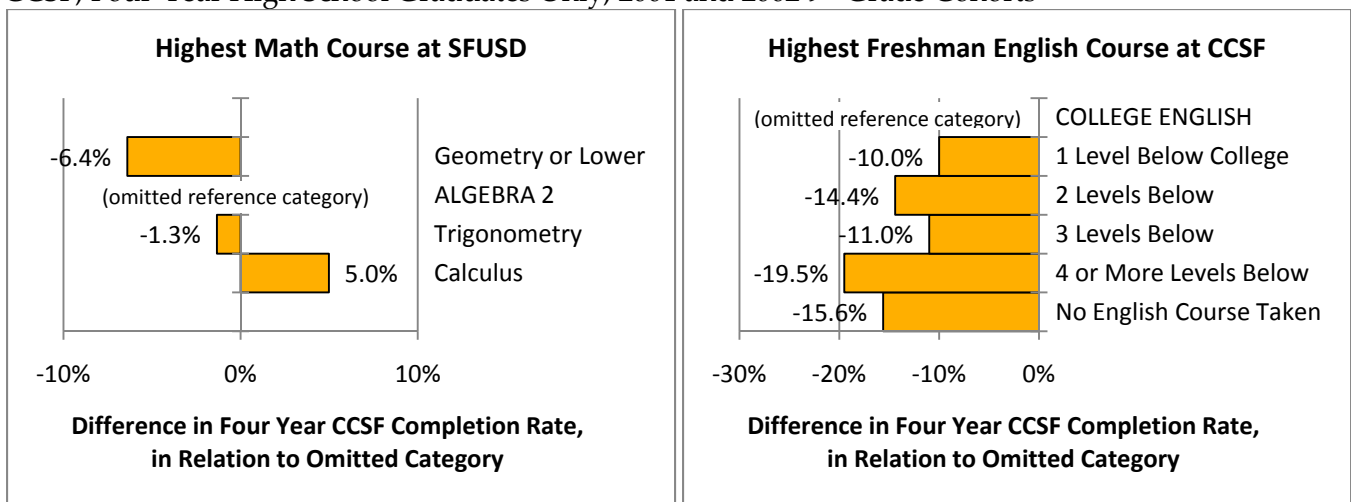 CCSF, Four-Year High School Graduates Only, 2001 and 2002 9 Grade Cohorts
Highest Math Course at SFUSD
-6.4% Geometry or Lower
(omitted reference category) ALGEBRA 2
-1.3% Trigonometry
5.0% Calculus
-10% 0% 10%
Difference in Four Year CCSF Completion Rate,
in Relation to Omitted Category
Highest Freshman English Course at CCSF
(omitted reference category) COLLEGE ENGLISH
-10.0% 1 Level Below College
-14.4% 2 Levels Below
-11.0% 3 Levels Below
-19.5% 4 or More Levels Below
-15.6% No English Course Taken
-30% -20% -10% 0%
Difference in Four Year CCSF Completion Rate,
in Relation to Omitted Category